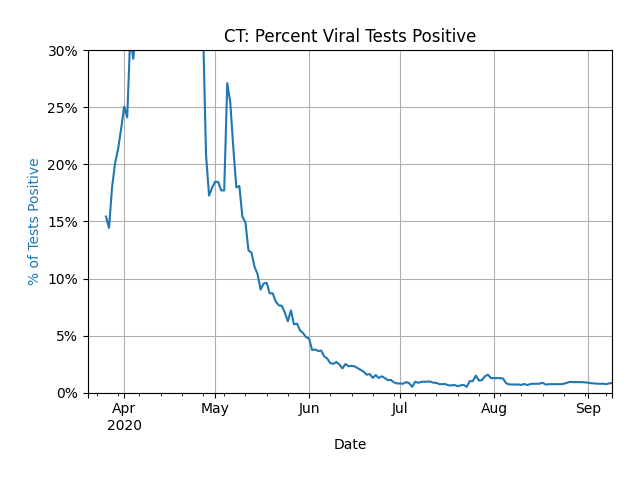 CT: Percent Viral Tests Positive
30%
25%
20%
15%
10%
5%
0%
% of Tests Positive
Apr May Jun Jul Aug Sep
2020
Date